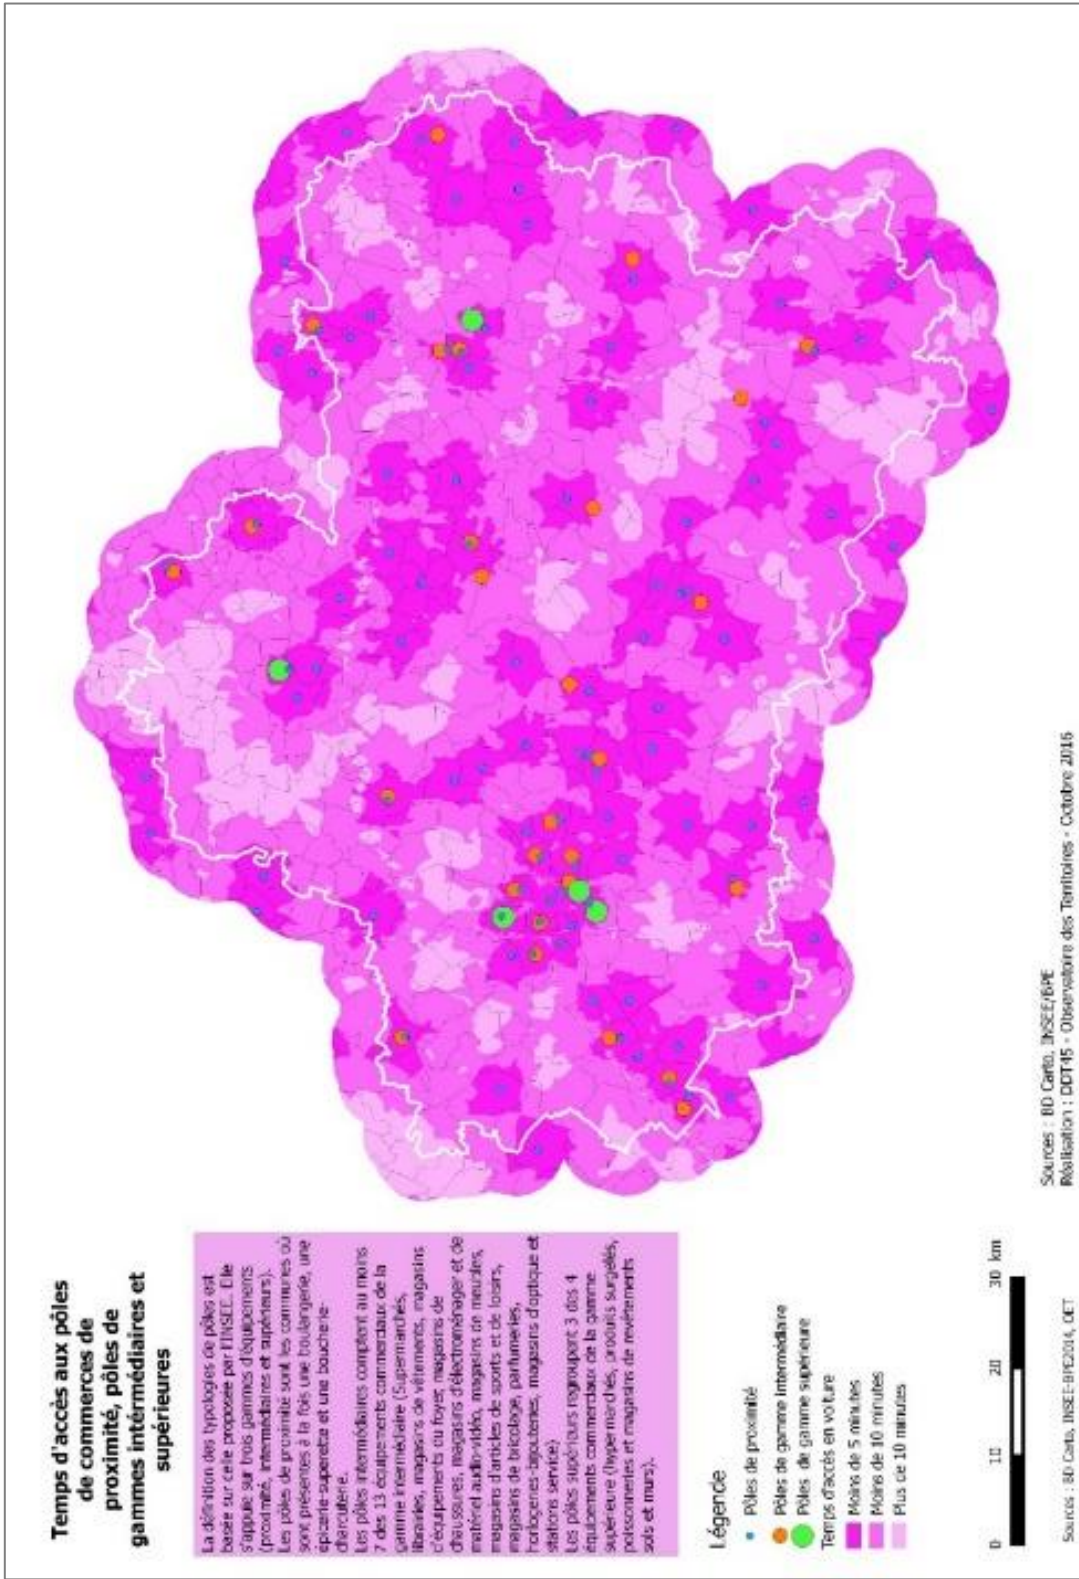 Temps d'accès aux pôles
de commerces de
proximité, pôles de
gammes intérmédiaires et
supérieures
La définition des typologies de pôles est
basée sur celle proposée par l'INSEE. Elle
s'appuie sur trois gammes d'équipements
(proximité, intermédiaires et supérieurs).
Les pôles de proximité sont les communes où
sont présentes à la fois une boulangerie, une
épicerie-superette et une boucherie-
charcuterie.
Les pôles intermédiaires comptent au moins
7 des 13 écuipements commerciaux de la
gamme intermédiaire (Supermarchés,
librairies, magasins de vêtements, magasins
d'écuipements du foyer, magasins de
chaussures, magasins d'électroménager et de
matériel audio-vidéo, magasins de meubles,
magasins d'articles de sports et de loisirs,
magasins de bricolage, parfumeries,
horlogeries bijouteries, magasins d'optique et
stations service)
Les pôles supérieurs regroupent 3 des 4
équipements commerciaux de la gamme
supérieure (hypermarchés, produits surgelés,
poissonneries et magasins de revêtements
sols et murs).
Légende
Pôles de proximité
Pôles de gamme intermédiaire
Pôles de gamme supérieure
Temps d'accès en voiture
Moins de 5 minutes
Moins de 10 minutes
Plus de 10 minutes
0 10 20 30 km
Sources : BD Carto, INSEE-BPE2014, OET
Sources : BD Carto, INSEE/BPE
Réalisation : DDT45 - Observatoire des Territoires - Octobre 2016